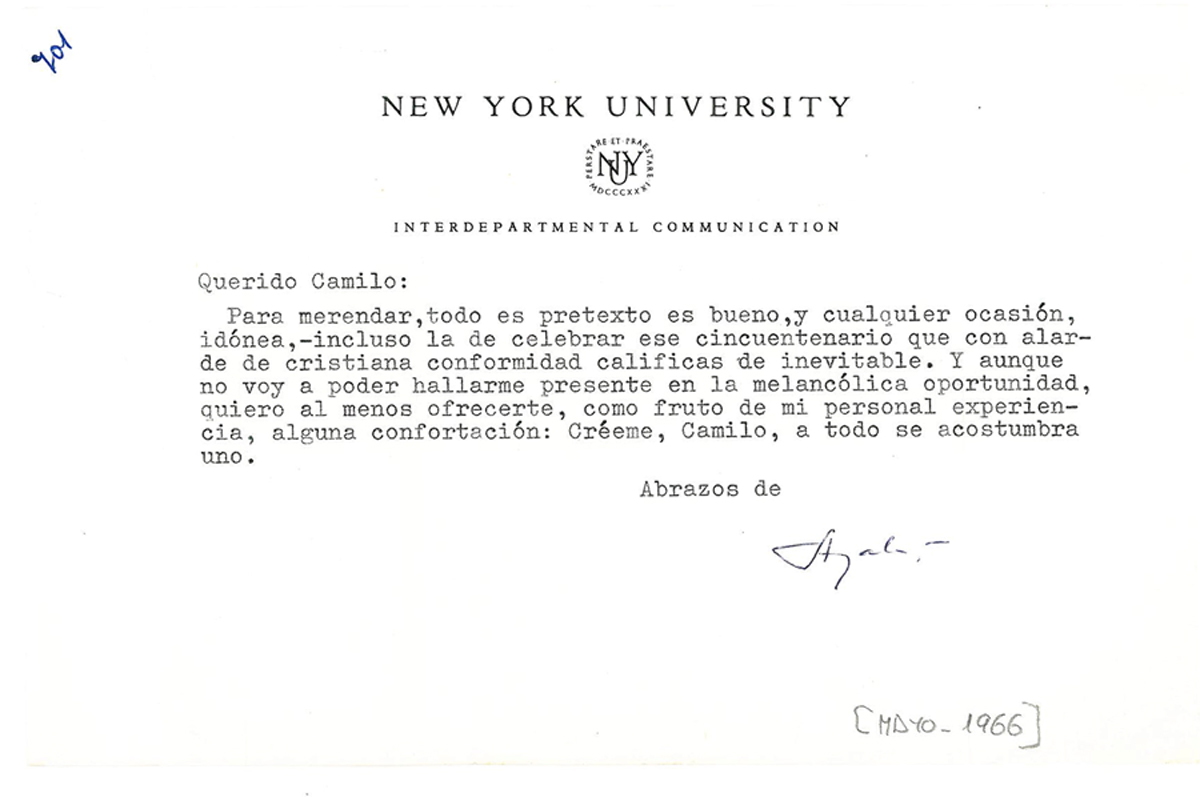 201
NEW YORK UNIVERSITY
PERSTARE ET PRAESTARE
NYU
MDCCCXXXI
INTERDEPARTMENTAL COMMUNICATION
Querido Camilo:
Para merendar,todo es pretexto es bueno,y cualquier ocasión,
idónea,-incluso la de celebrar ese cincuentenario que con alar-
de de cristiana conformidad calificas de inevitable. Y aunque
no voy a poder hallarme presente en la melancólica oportunidad,
quiero al menos ofrecerte, como fruto de mi personal experien-
cia, alguna confortación: Créeme, Camilo, a todo se acostumbra
uno.
Abrazos de
Ayala.-
[MAYO-1966]